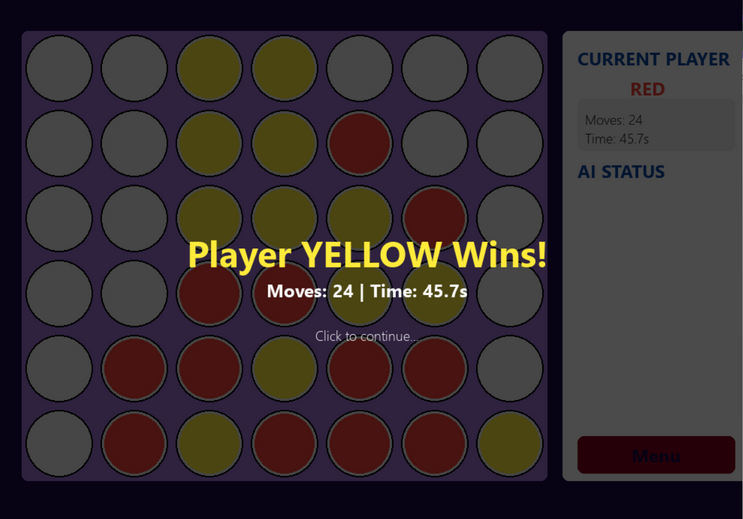 CURRENT PLAYER
RED
Moves: 24
Time: 45.7s
AI STATUS
Player YELLOW Wins!
Moves: 24 | Time: 45.7s
Click to continue...
Menu